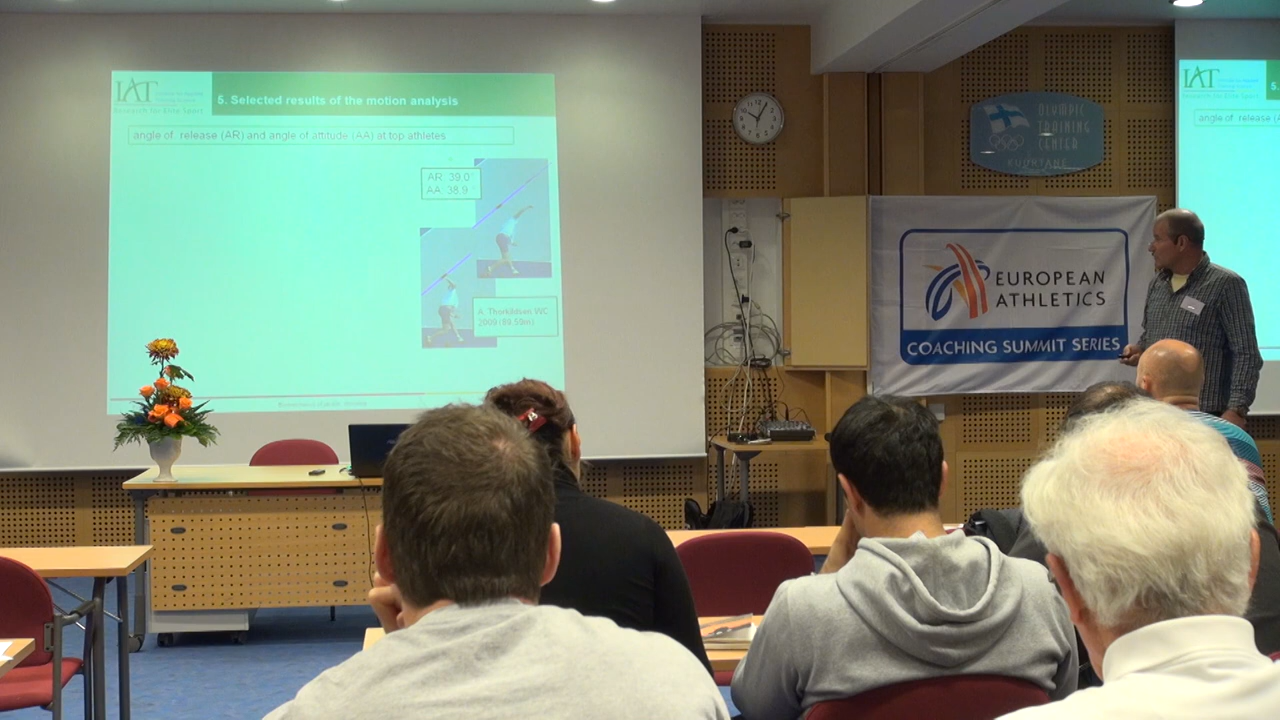 IAT
Research for Elite Sport
5. Selected results of the motion analysis
angle of release (AR) and angle of attitude (AA) at top athletes
AR: 39.0°
AA: 38.9
A. Thorkildsen WC
2009 (89.59m)
OLYMPIC
TRAINING
CENTER
KUORTANE
EUROPEAN
ATHLETICS
COACHING SUMMIT SERIES
IAT
5.
angle of release (A